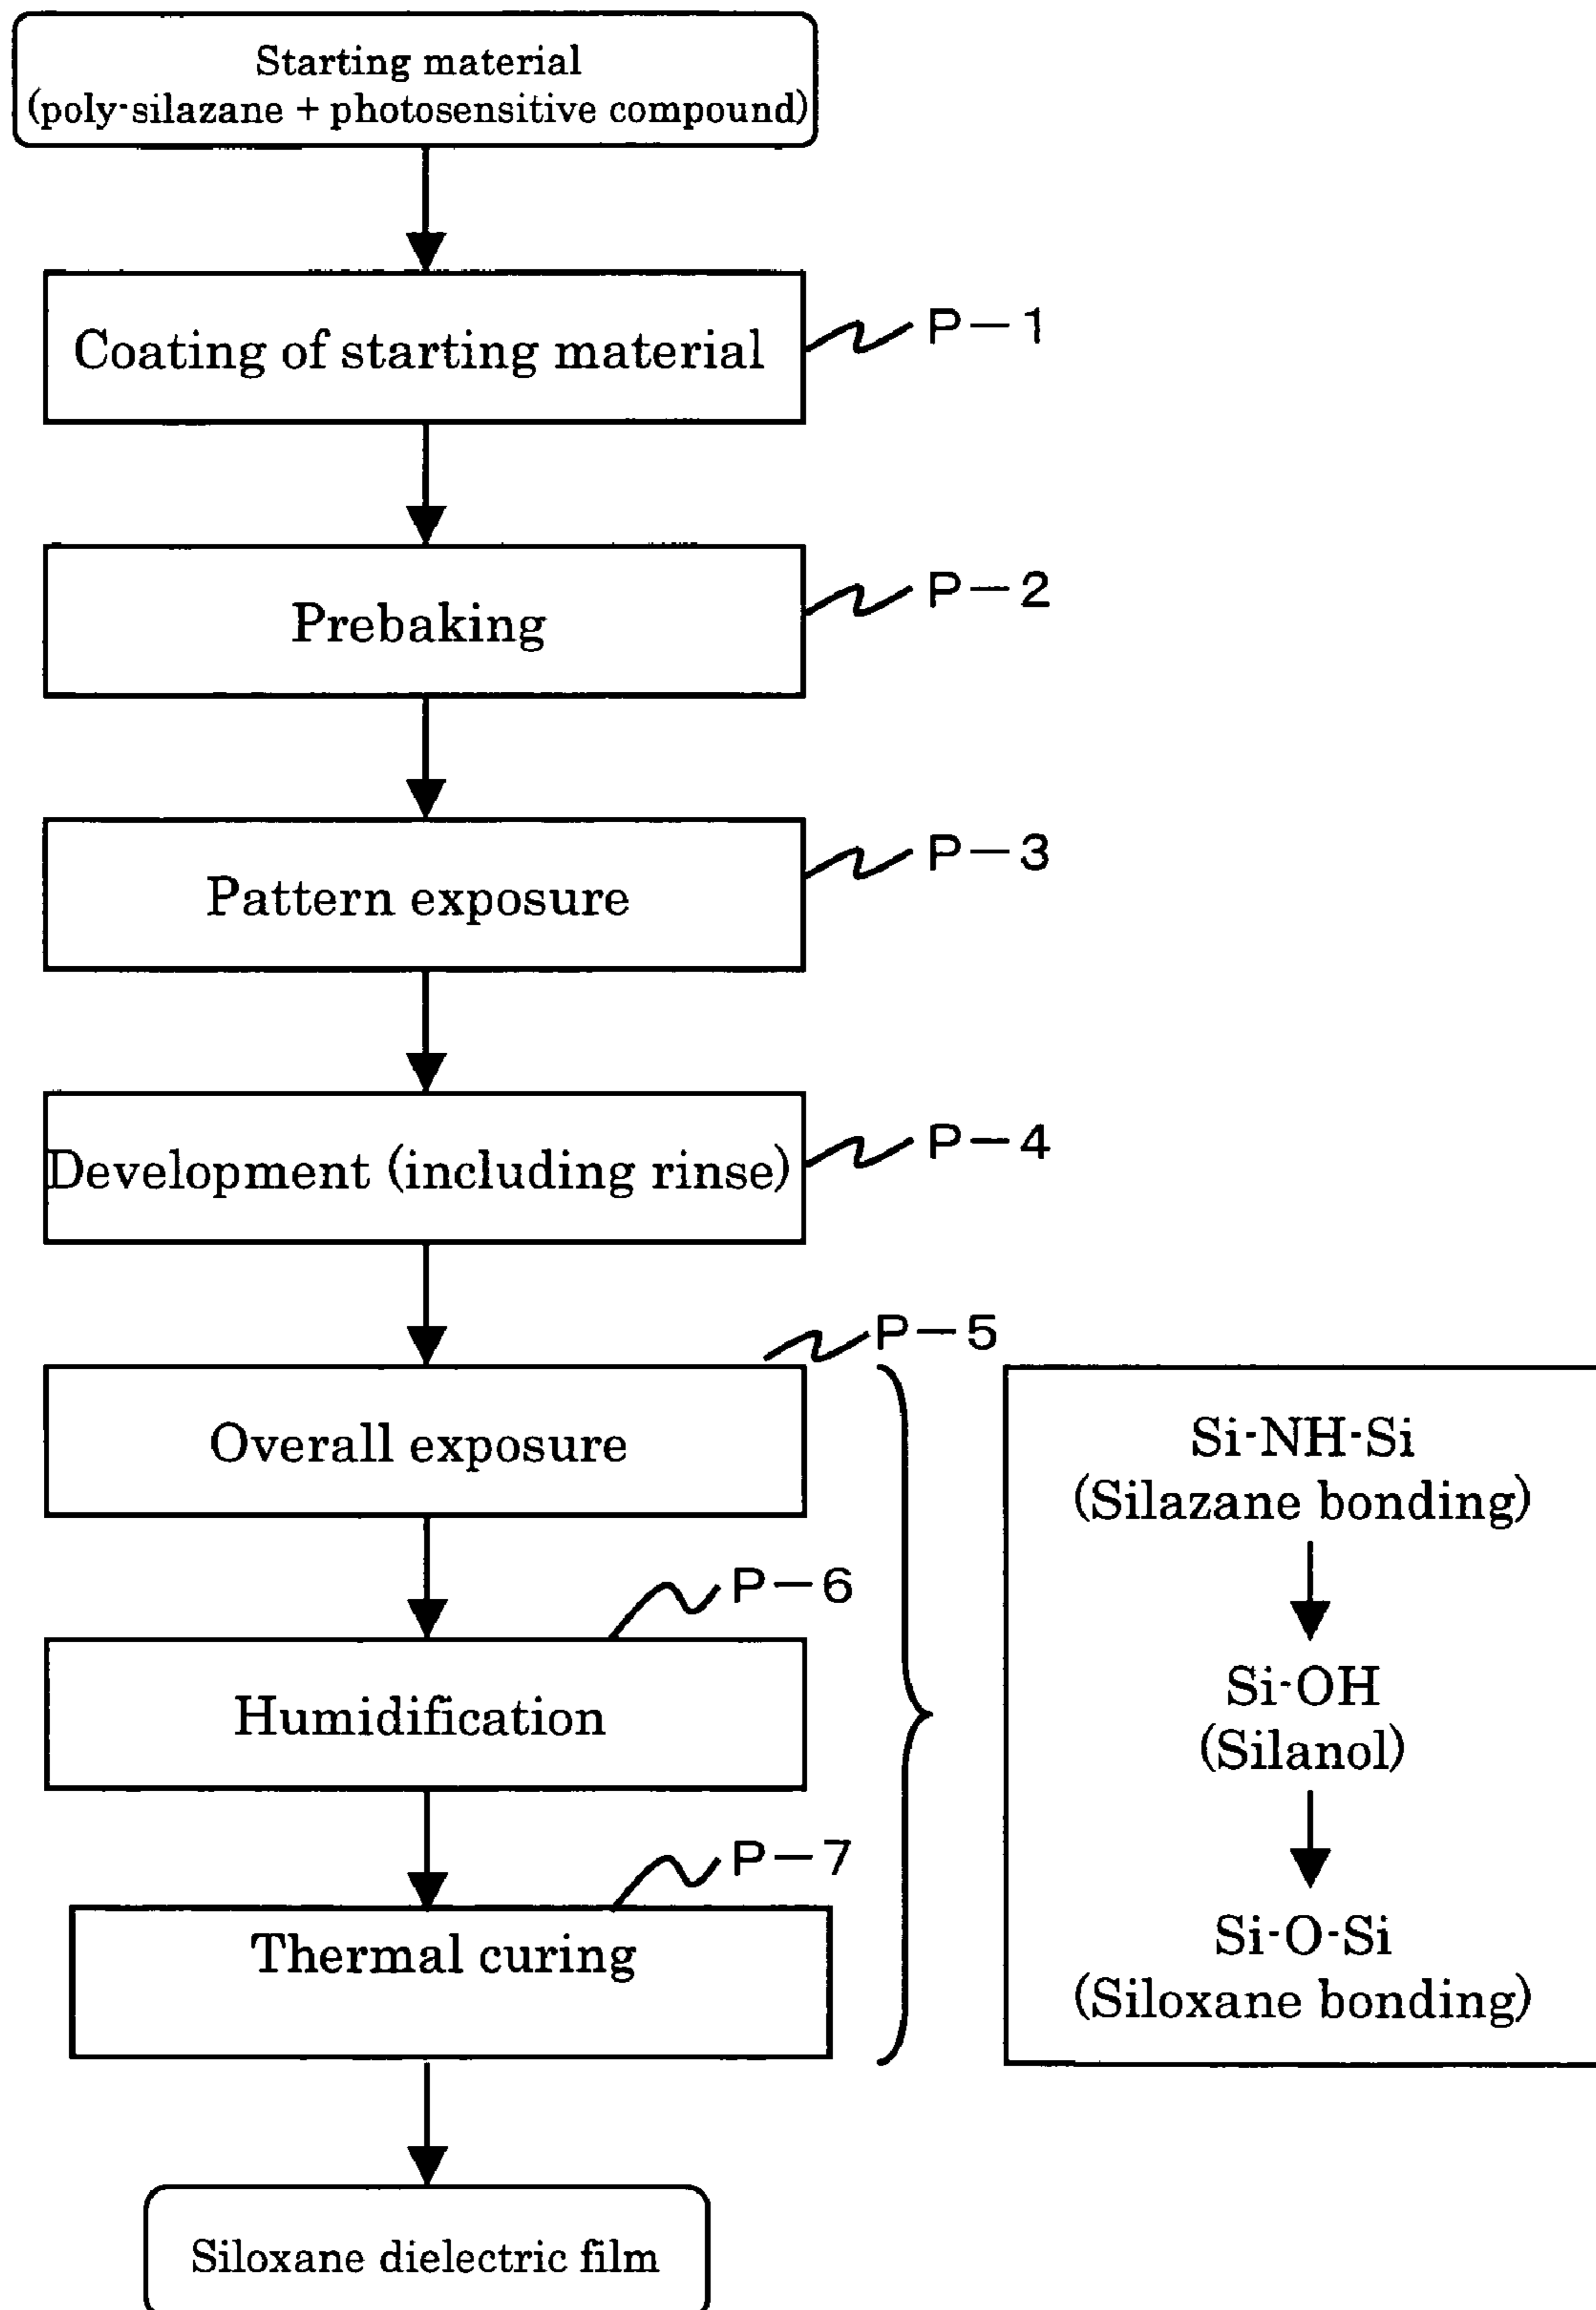 Starting material
(poly-silazane + photosensitive compound)
Coating of starting material
P-1
Prebaking
P-2
Pattern exposure
P-3
Development (including rinse)
P-4
P-5
Overall exposure
P-6
Humidification
P-7
Thermal curing
Siloxane dielectric film
Si-NH-Si
(Silazane bonding)
Si-OH
(Silanol)
Si-O-Si
(Siloxane bonding)